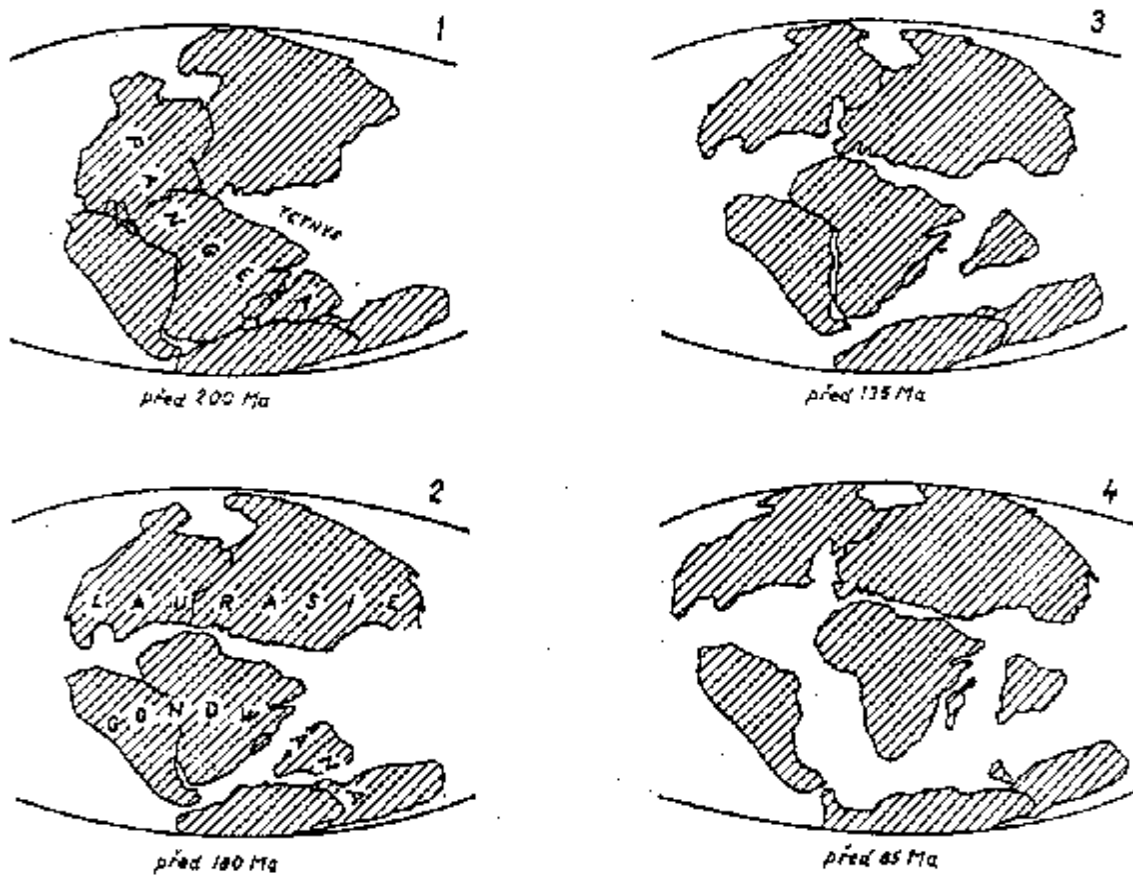 1
PANGEA
TETHYS
před 200 Ma
3
před 135 Ma
2
LAURASIE
GONDWANA
před 180 Ma
4
před 65 Ma